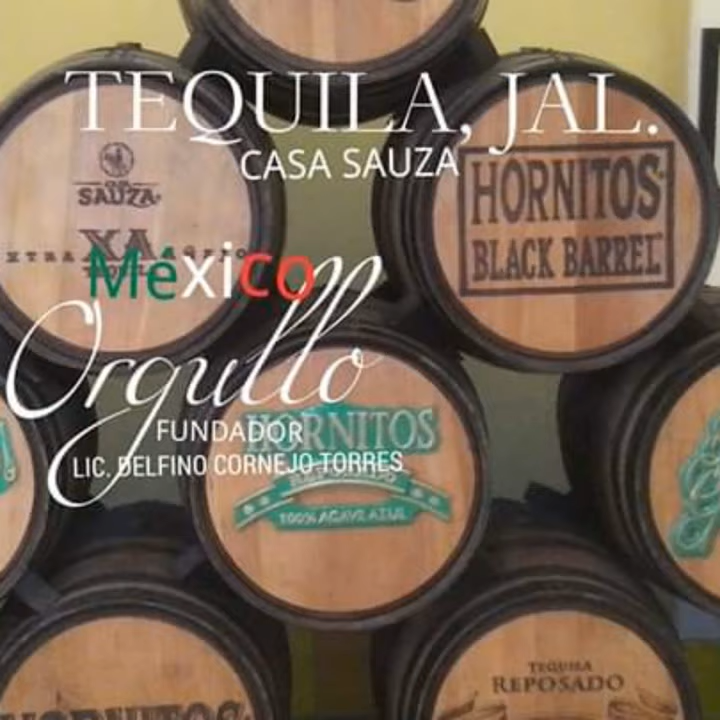 TEQUILA, JAL.
CASA SAUZA
SAUZA
XA
HORNITOS
BLACK BARREL
México
Orgullo
FUNDADOR
LIC. DELFINO CORNEJO TORRES
HORNITOS
REPOSADO
100% AGAVE AZUL
HORNITOS
TEQUILA
REPOSADO